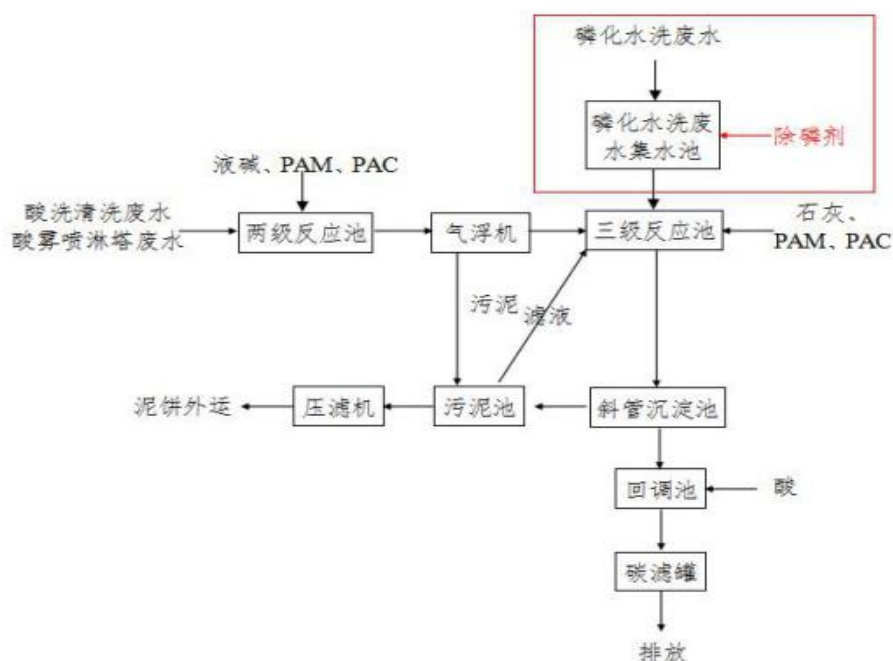 磷化水洗废水
磷化水洗废
水集水池
除磷剂
液碱、PAM、PAC
酸洗清洗废水
酸雾喷淋塔废水
两级反应池
气浮机
三级反应池
石灰、
PAM、PAC
污泥
滤液
泥饼外运
压滤机
污泥池
斜管沉淀池
回调池
酸
碳滤罐
排放